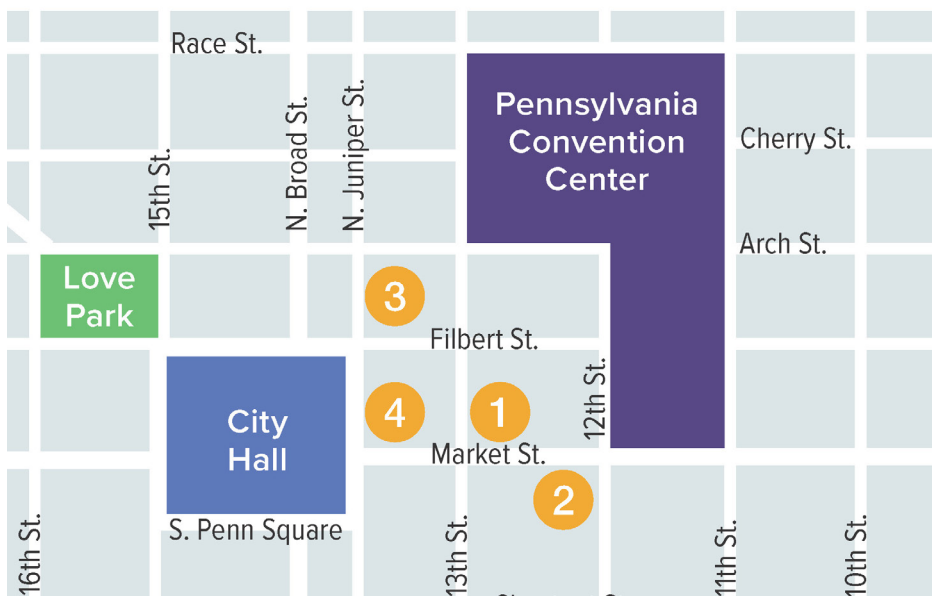 Race St.
Pennsylvania
Convention
Center
Cherry St.
15th St.
N. Broad St.
N. Juniper St.
Arch St.
Love
Park
3
Filbert St.
12th St.
City
Hall
4
1
Market St.
2
S. Penn Square
16th St.
13th St.
11th St.
10th St.